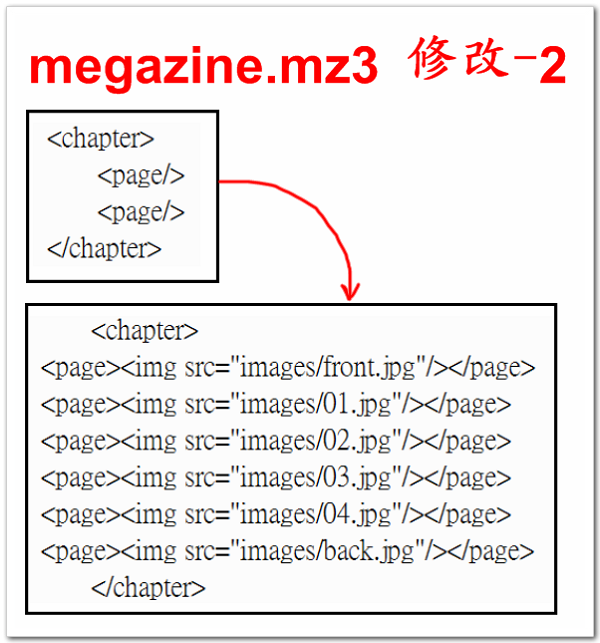 megazine.mz3 修改-2
<chapter>
<page/>
<page/>
</chapter>
<chapter>
<page><img src="images/front.jpg"/></page>
<page><img src="images/01.jpg"/></page>
<page><img src="images/02.jpg"/></page>
<page><img src="images/03.jpg"/></page>
<page><img src="images/04.jpg"/></page>
<page><img src="images/back.jpg"/></page>
</chapter>